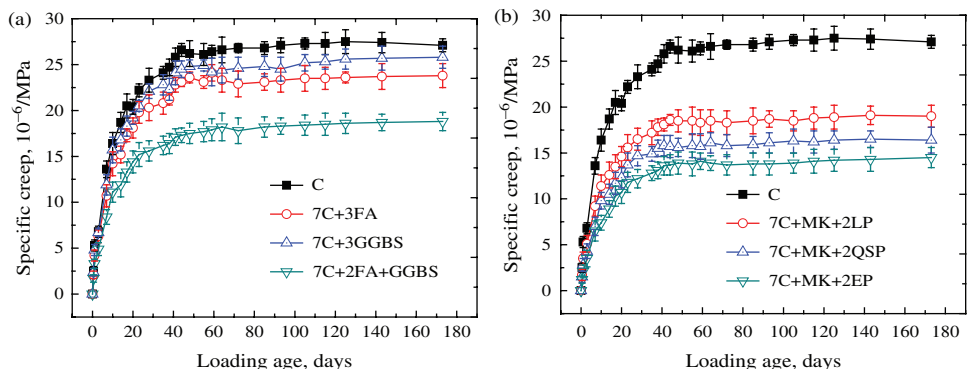 (a)
30
25
20
15
10
5
0
Specific creep, 10⁻⁶/MPa
C
7C+3FA
7C+3GGBS
7C+2FA+GGBS
0 20 40 60 80 100 120 140 160 180
Loading age, days
(b)
30
25
20
15
10
5
0
Specific creep, 10⁻⁶/MPa
C
7C+MK+2LP
7C+MK+2QSP
7C+MK+2EP
0 20 40 60 80 100 120 140 160 180
Loading age, days